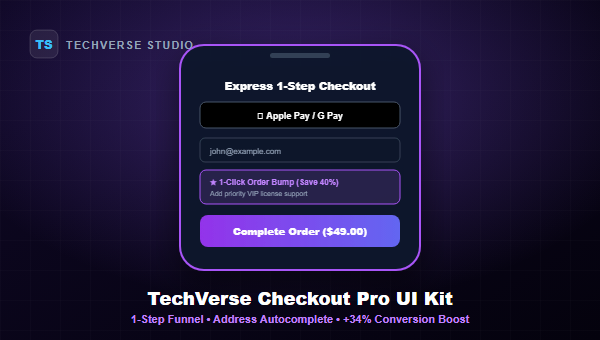 TS TECHVERSE STUDIO
Express 1-Step Checkout
Apple Pay / G Pay
john@example.com
★ 1-Click Order Bump (Save 40%)
Add priority VIP license support
Complete Order ($49.00)
TechVerse Checkout Pro UI Kit
1-Step Funnel • Address Autocomplete • +34% Conversion Boost